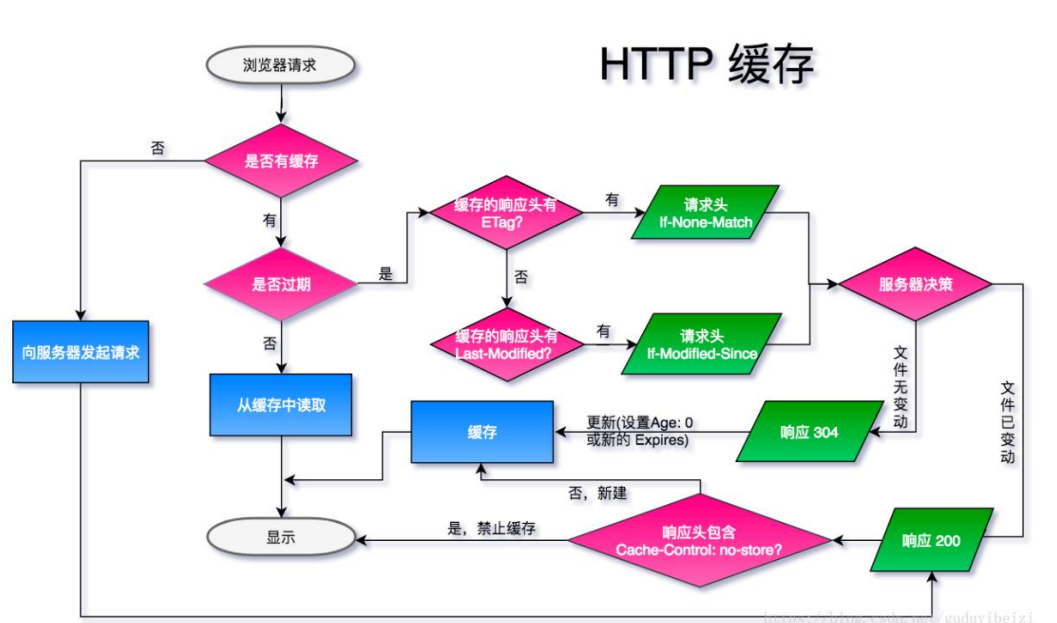 HTTP 缓存
浏览器请求
否
是否有缓存
有
缓存的响应头有
ETag?
有
请求头
If-None-Match
是否过期
是
否
服务器决策
向服务器发起请求
否
缓存的响应头有
Last-Modified?
有
请求头
If-Modified-Since
文件无变动
文件已变动
从缓存中读取
缓存
更新(设置Age: 0
或新的 Expires)
响应 304
否，新建
显示
是，禁止缓存
响应头包含
Cache-Control: no-store?
响应 200
https://blog.csdn.net/guduyibeizi